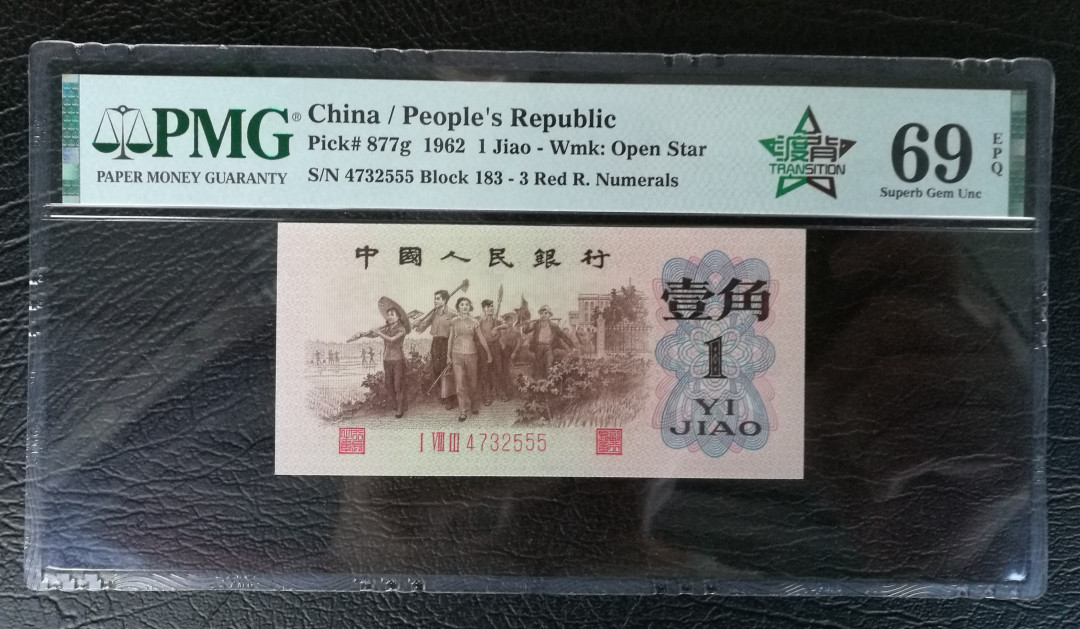 PMG®
PAPER MONEY GUARANTY
China / People's Republic
Pick# 877g 1962 1 Jiao - Wmk: Open Star
S/N 4732555 Block 183 - 3 Red R. Numerals
渡背
TRANSITION
69
EPQ
Superb Gem Unc
中國人民銀行
壹角
1
YI
JIAO
I VIII III 4732555